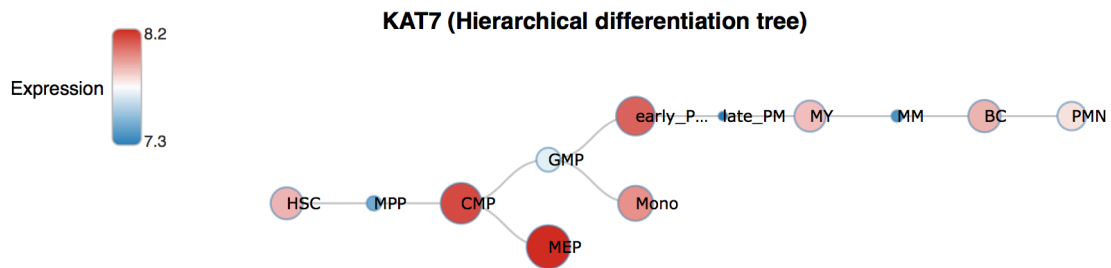 KAT7 (Hierarchical differentiation tree)
8.2
Expression
7.3
early_P... late_PM MY MM BC PMN
GMP
HSC MPP CMP Mono
MEP